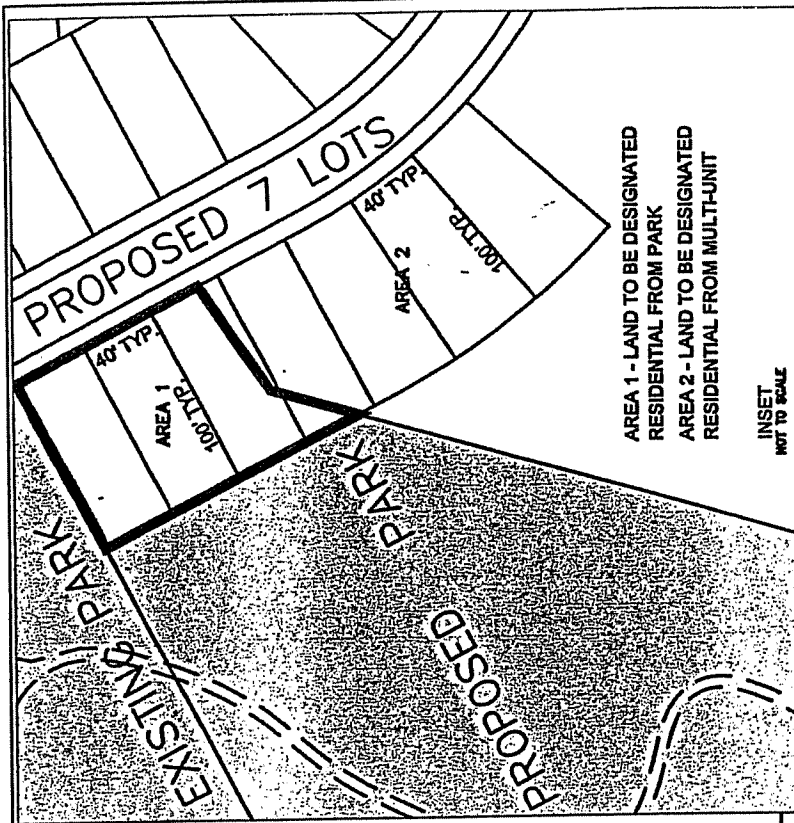 PROPOSED 7 LOTS
40' TYP.
AREA 1
100' TYP.
40' TYP.
AREA 2
100' TYP.
EXISTING PARK
PROPOSED PARK
AREA 1 - LAND TO BE DESIGNATED
RESIDENTIAL FROM PARK
AREA 2 - LAND TO BE DESIGNATED
RESIDENTIAL FROM MULTI-UNIT
INSET
NOT TO SCALE